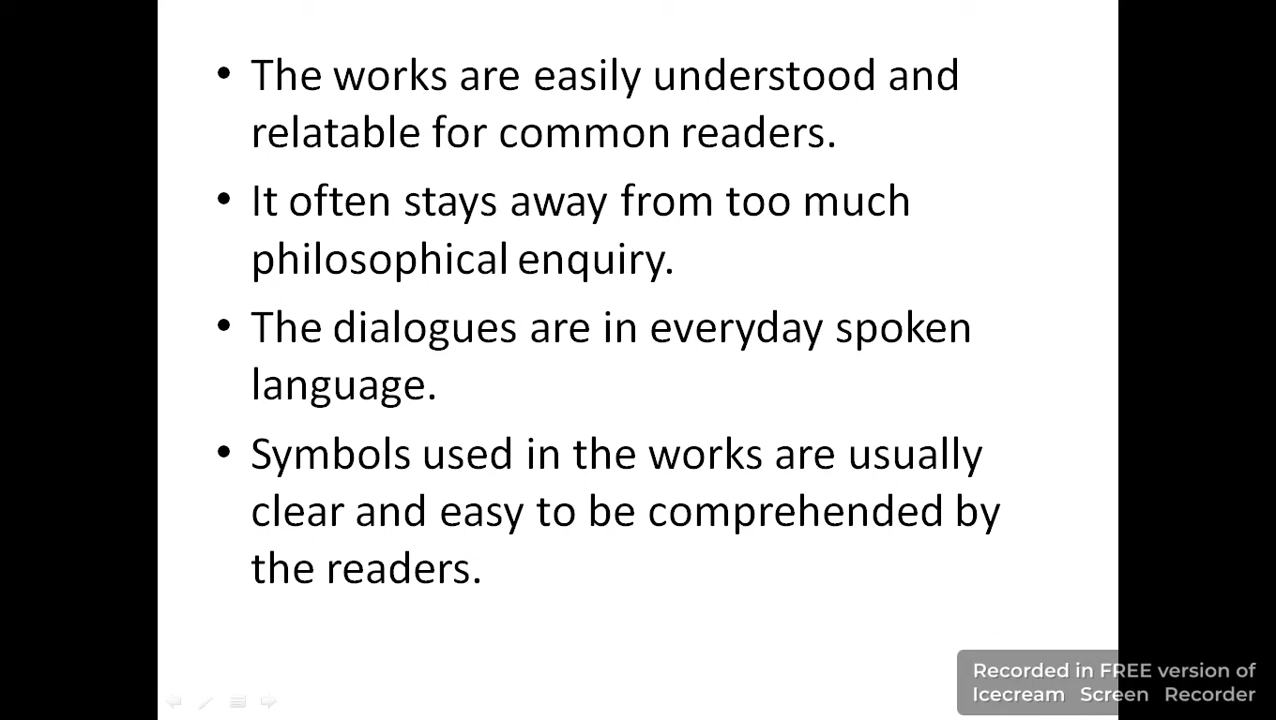 • The works are easily understood and
relatable for common readers.
• It often stays away from too much
philosophical enquiry.
• The dialogues are in everyday spoken
language.
• Symbols used in the works are usually
clear and easy to be comprehended by
the readers.
Recorded in FREE version of
Icecream Screen Recorder